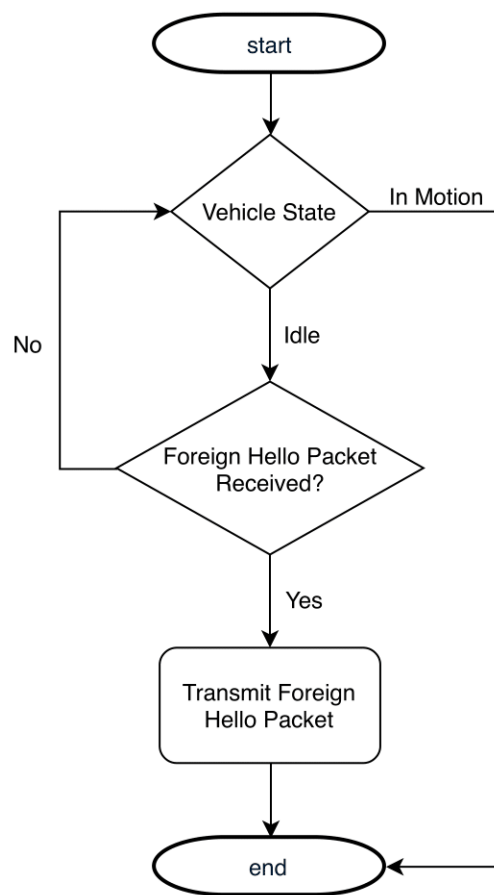 start
Vehicle State
In Motion
Idle
No
Foreign Hello Packet
Received?
Yes
Transmit Foreign
Hello Packet
end